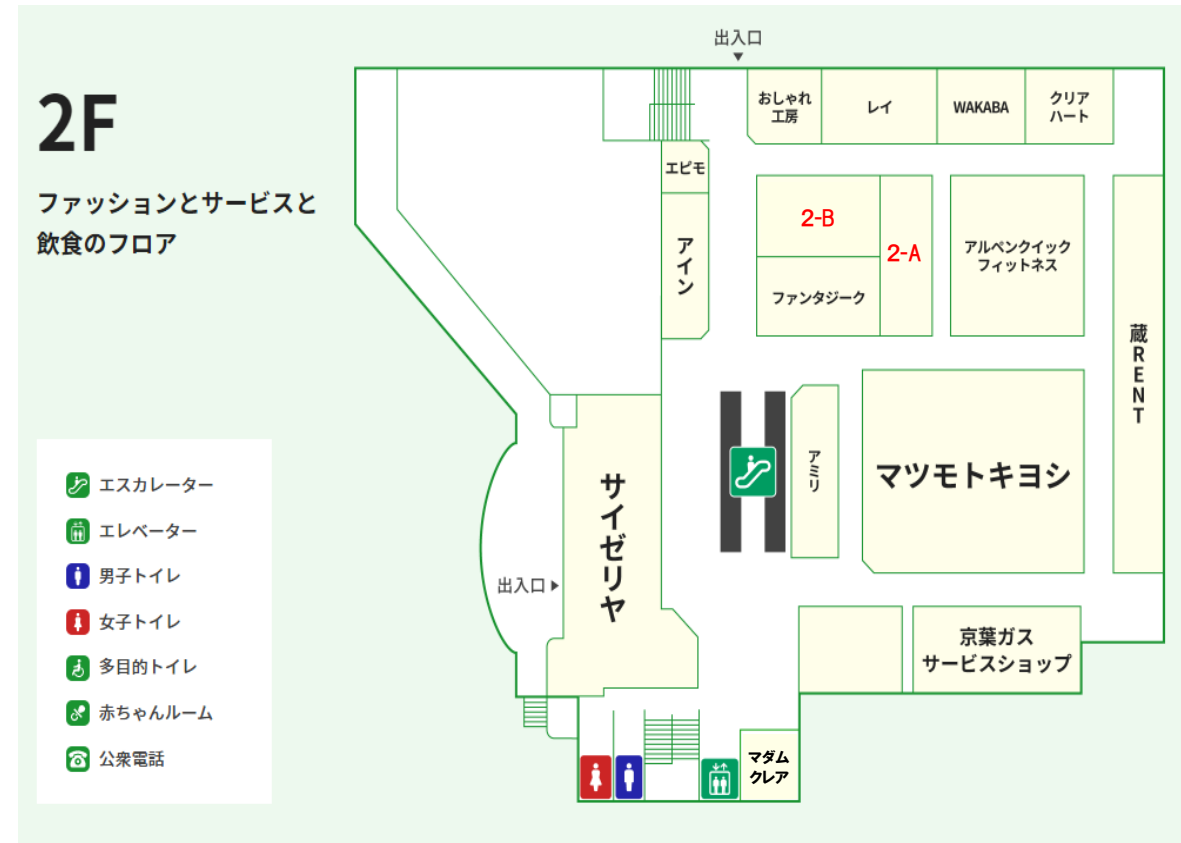 2F
ファッションとサービスと
飲食のフロア
エスカレーター
エレベーター
男子トイレ
女子トイレ
多目的トイレ
赤ちゃんルーム
公衆電話
出入口
おしゃれ
工房
レイ
WAKABA
クリア
ハート
エピモ
アイン
2-B
2-A
ファンタジーク
アルペンクイック
フィットネス
蔵RENT
アミリ
マツモトキヨシ
サイゼリヤ
出入口
京葉ガス
サービスショップ
マダム
クレア